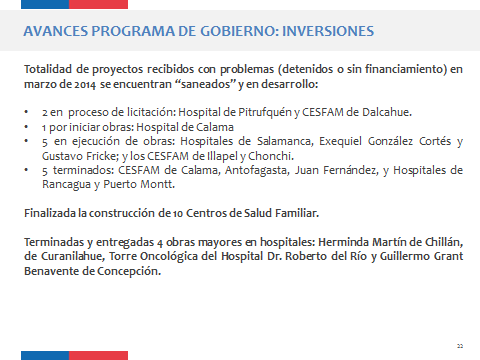 AVANCES PROGRAMA DE GOBIERNO: INVERSIONES
Totalidad de proyectos recibidos con problemas (detenidos o sin financiamiento) en
marzo de 2014 se encuentran “saneados” y en desarrollo:
• 2 en proceso de licitación: Hospital de Pitrufquén y CESFAM de Dalcahue.
• 1 por iniciar obras: Hospital de Calama
• 5 en ejecución de obras: Hospitales de Salamanca, Exequiel González Cortés y
Gustavo Fricke; y los CESFAM de Illapel y Chonchi.
• 5 terminados: CESFAM de Calama, Antofagasta, Juan Fernández, y Hospitales de
Rancagua y Puerto Montt.
Finalizada la construcción de 10 Centros de Salud Familiar.
Terminadas y entregadas 4 obras mayores en hospitales: Herminda Martín de Chillán,
de Curanilahue, Torre Oncológica del Hospital Dr. Roberto del Río y Guillermo Grant
Benavente de Concepción.
22